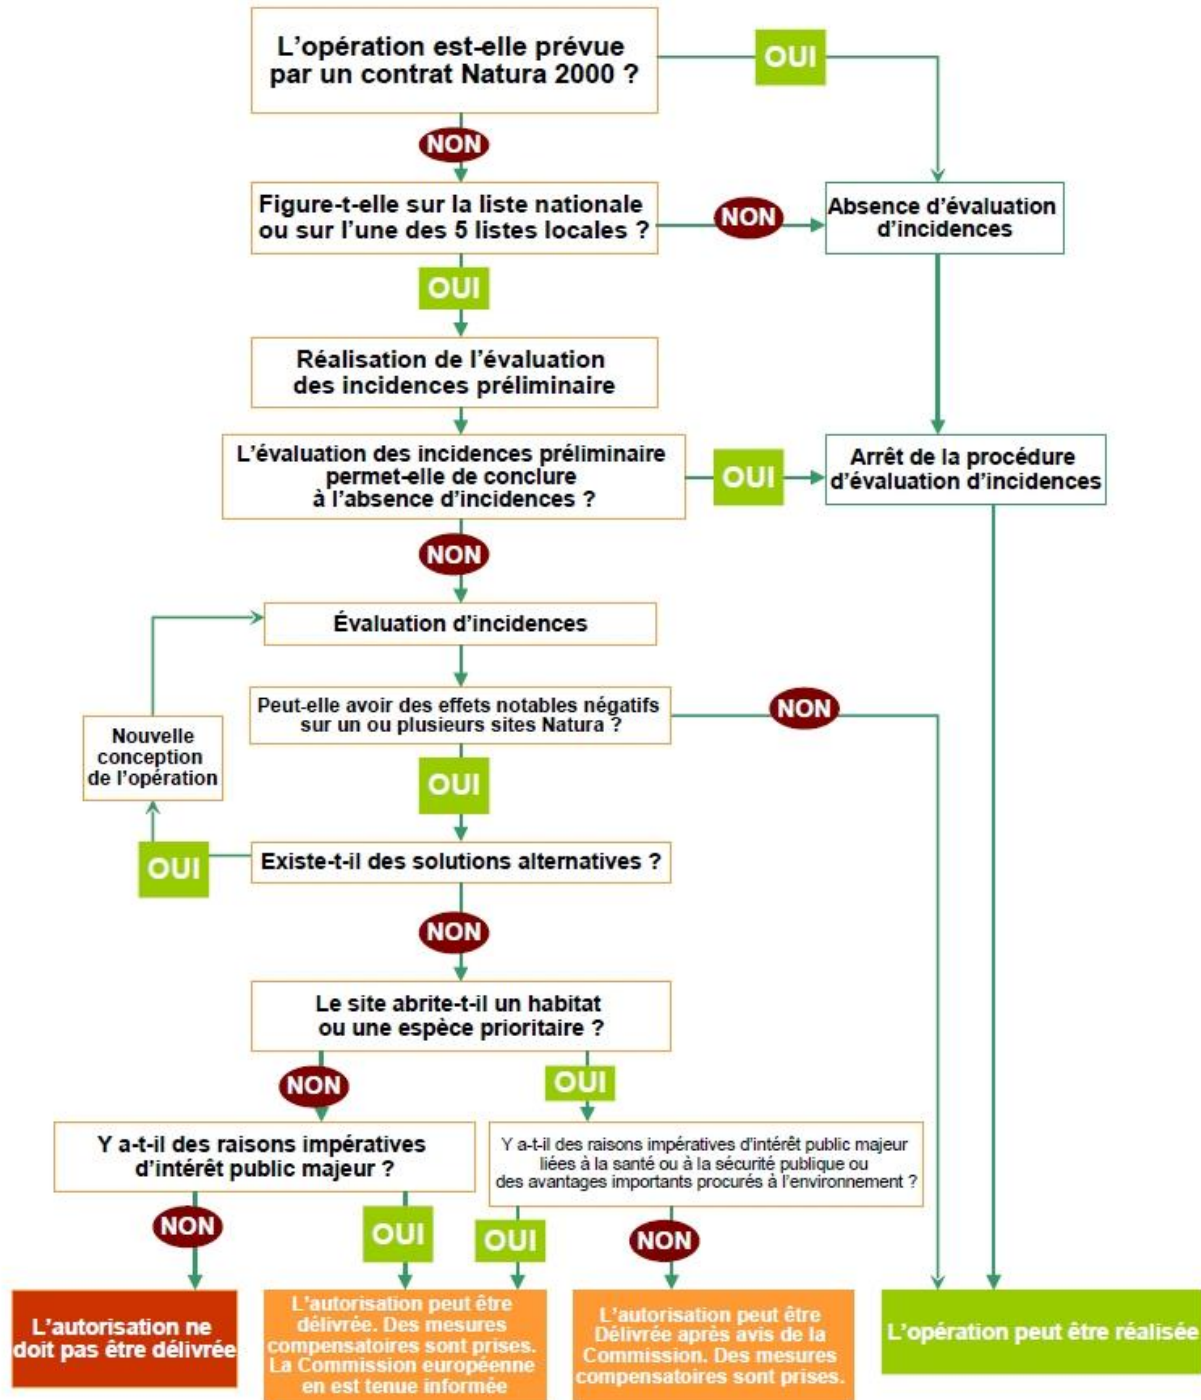 L'opération est-elle prévue
par un contrat Natura 2000 ?
OUI
NON
Figure-t-elle sur la liste nationale
ou sur l'une des 5 listes locales ?
NON
Absence d'évaluation
d'incidences
OUI
Réalisation de l'évaluation
des incidences préliminaire
L'évaluation des incidences préliminaire
permet-elle de conclure
à l'absence d'incidences ?
OUI
Arrêt de la procédure
d'évaluation d'incidences
NON
Évaluation d'incidences
Peut-elle avoir des effets notables négatifs
sur un ou plusieurs sites Natura ?
NON
Nouvelle
conception
de l'opération
OUI
OUI
Existe-t-il des solutions alternatives ?
NON
Le site abrite-t-il un habitat
ou une espèce prioritaire ?
NON
OUI
Y a-t-il des raisons impératives
d'intérêt public majeur ?
Y a-t-il des raisons impératives d'intérêt public majeur
liées à la santé ou à la sécurité publique ou
des avantages importants procurés à l'environnement ?
NON
OUI
OUI
NON
L'autorisation ne
doit pas être délivrée
L'autorisation peut être
délivrée. Des mesures
compensatoires sont prises.
La Commission européenne
en est tenue informée
L'autorisation peut être
Délivrée après avis de la
Commission. Des mesures
compensatoires sont prises.
L'opération peut être réalisée